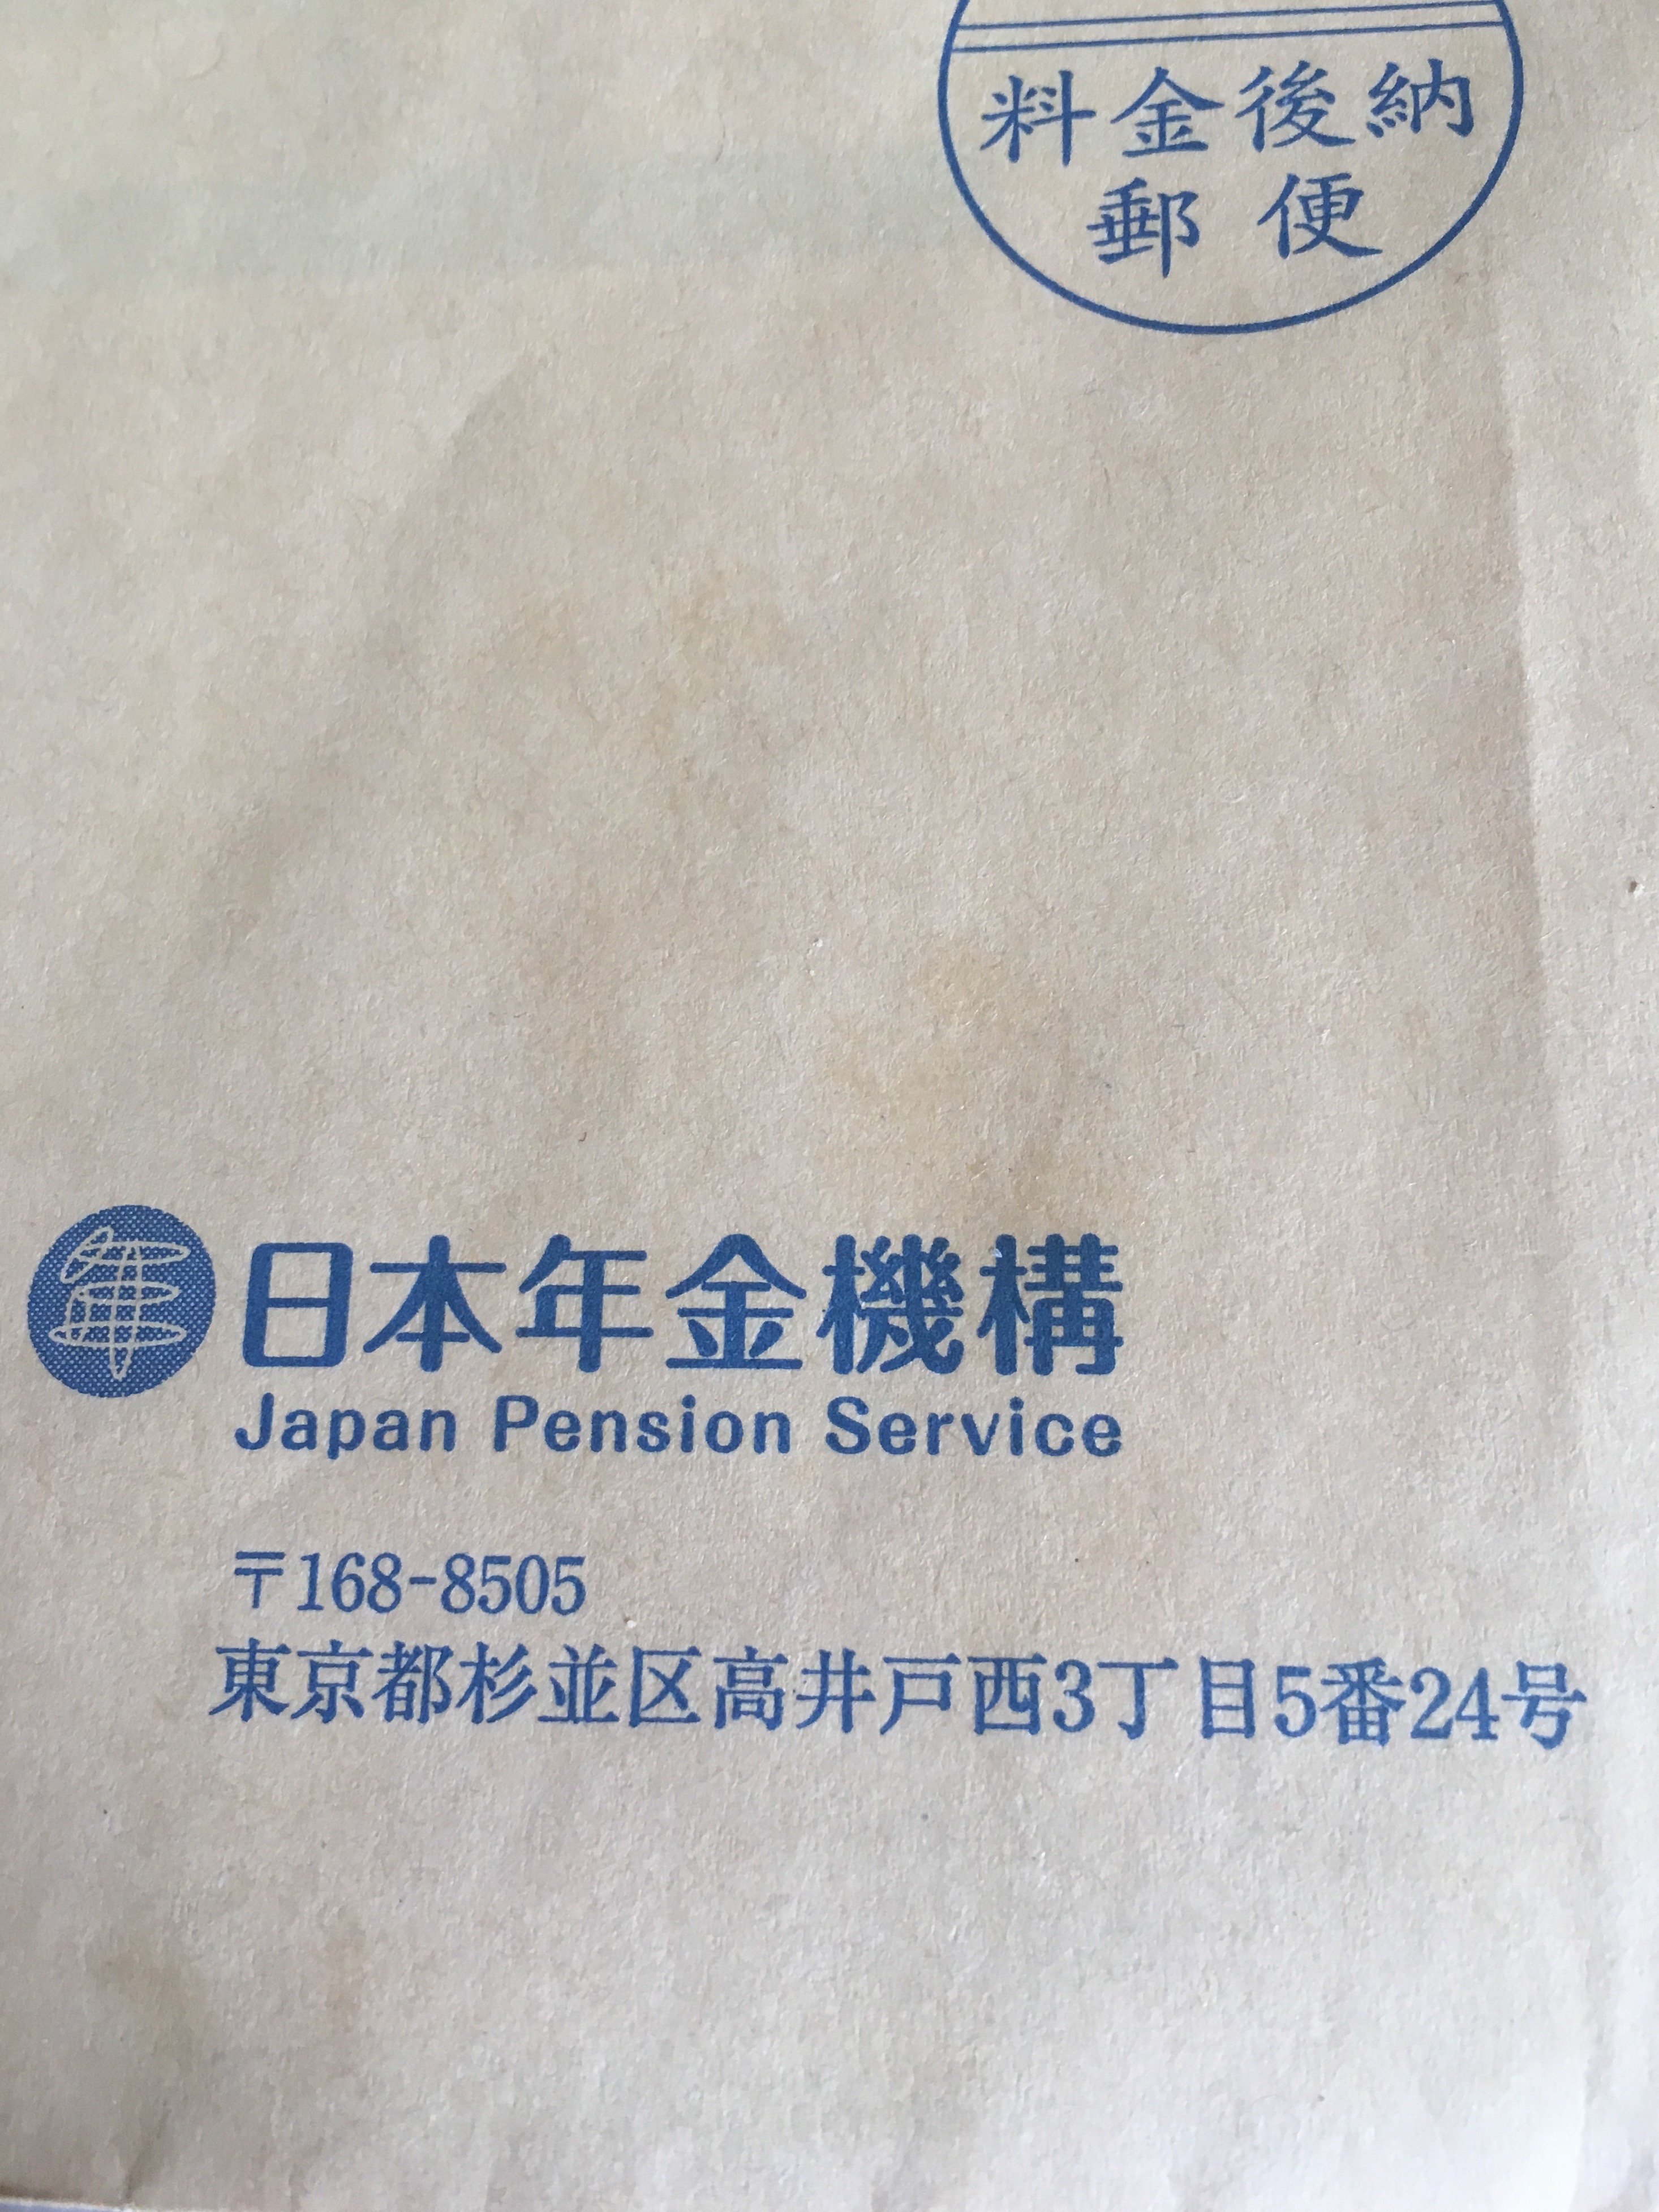 料金後納
郵便
年
日本年金機構
Japan Pension Service
〒168-8505
東京都杉並区高井戸西3丁目5番24号